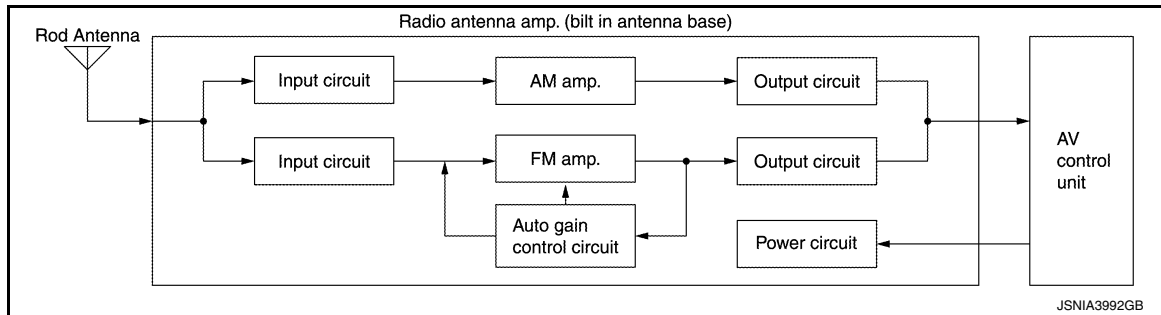 Radio antenna amp. (bilt in antenna base)
Rod Antenna
Input circuit
AM amp.
Output circuit
Input circuit
FM amp.
Output circuit
AV
control
unit
Auto gain
control circuit
Power circuit
JSNIA3992GB